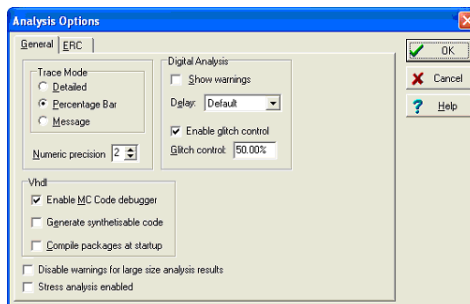 Analysis Options
General
ERC
OK
Cancel
Help
Trace Mode
Detailed
Percentage Bar
Message
Numeric precision 2
Digital Analysis
Show warnings
Delay: Default
Enable glitch control
Glitch control: 50.00%
Vhdl
Enable MC Code debugger
Generate synthetisable code
Compile packages at startup
Disable warnings for large size analysis results
Stress analysis enabled